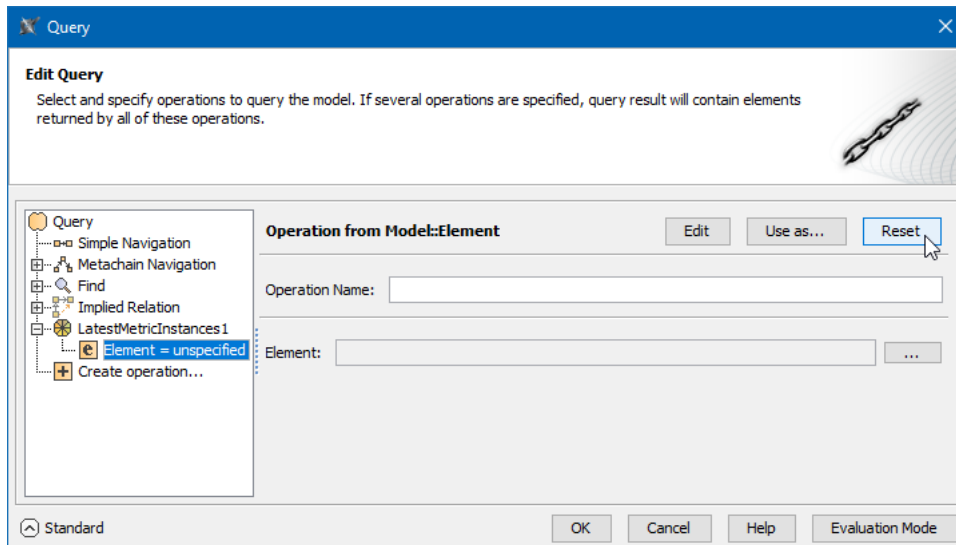 Query
Edit Query
Select and specify operations to query the model. If several operations are specified, query result will contain elements
returned by all of these operations.
Query
Simple Navigation
Metachain Navigation
Find
Implied Relation
LatestMetricInstances1
Element = unspecified
Create operation...
Operation from Model::Element
Edit
Use as...
Reset
Operation Name:
Element:
...
Standard
OK
Cancel
Help
Evaluation Mode